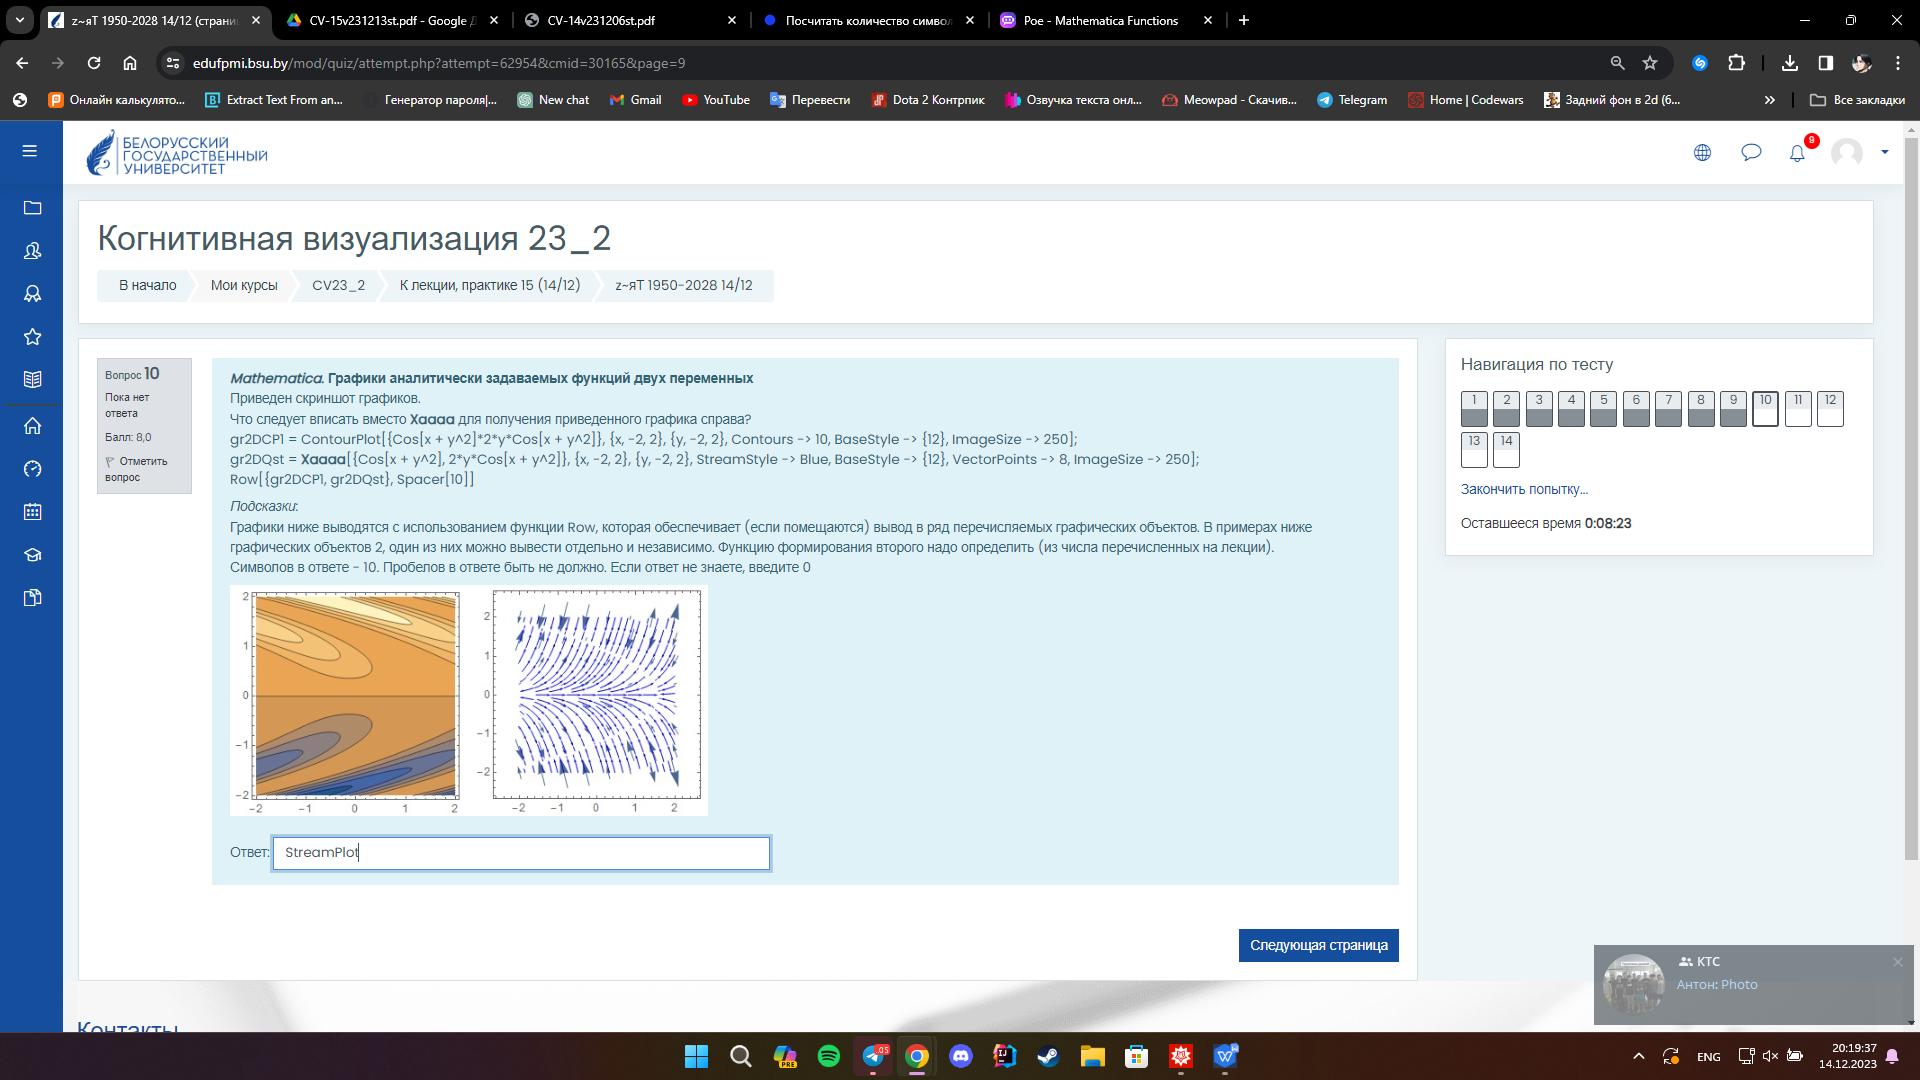 z~яТ 1950-2028 14/12 (страни
CV-15v231213st.pdf - Google Д
CV-14v231206st.pdf
Посчитать количество символ
Poe - Mathematica Functions
edufpmi.bsu.by/mod/quiz/attempt.php?attempt=62954&cmid=30165&page=9
Онлайн калькулято...
Extract Text From an...
Генератор пароля|...
New chat
Gmail
YouTube
Перевести
Dota 2 Контрпик
Озвучка текста онл...
Meowpad - Скачив...
Telegram
Home | Codewars
Задний фон в 2d (6...
Все закладки
БЕЛОРУССКИЙ
ГОСУДАРСТВЕННЫЙ
УНИВЕРСИТЕТ
9
Когнитивная визуализация 23_2
В начало
Мои курсы
CV23_2
К лекции, практике 15 (14/12)
z~яТ 1950-2028 14/12
Вопрос 10
Пока нет
ответа
Балл: 8,0
Отметить
вопрос
Mathematica. Графики аналитически задаваемых функций двух переменных
Приведен скриншот графиков.
Что следует вписать вместо Xaaaa для получения приведенного графика справа?
gr2DCP1 = ContourPlot[{Cos[x + y^2]*2*y*Cos[x + y^2]}, {x, -2, 2}, {y, -2, 2}, Contours -> 10, BaseStyle -> {12}, ImageSize -> 250];
gr2DQst = Xaaaa[{Cos[x + y^2], 2*y*Cos[x + y^2]}, {x, -2, 2}, {y, -2, 2}, StreamStyle -> Blue, BaseStyle -> {12}, VectorPoints -> 8, ImageSize -> 250];
Row[{gr2DCP1, gr2DQst}, Spacer[10]]
Подсказки:
Графики ниже выводятся с использованием функции Row, которая обеспечивает (если помещаются) вывод в ряд перечисляемых графических объектов. В примерах ниже
графических объектов 2, один из них можно вывести отдельно и независимо. Функцию формирования второго надо определить (из числа перечисленных на лекции).
Символов в ответе - 10. Пробелов в ответе быть не должно. Если ответ не знаете, введите 0
2
1
0
-1
-2
-2 -1 0 1 2
2
1
0
-1
-2
-2 -1 0 1 2
Ответ: StreamPlot
Следующая страница
Навигация по тесту
1 2 3 4 5 6 7 8 9 10 11 12
13 14
Закончить попытку...
Оставшееся время 0:08:23
КТС
Антон: Photo
Контакты
PRE
05
ENG
20:19:37
14.12.2023